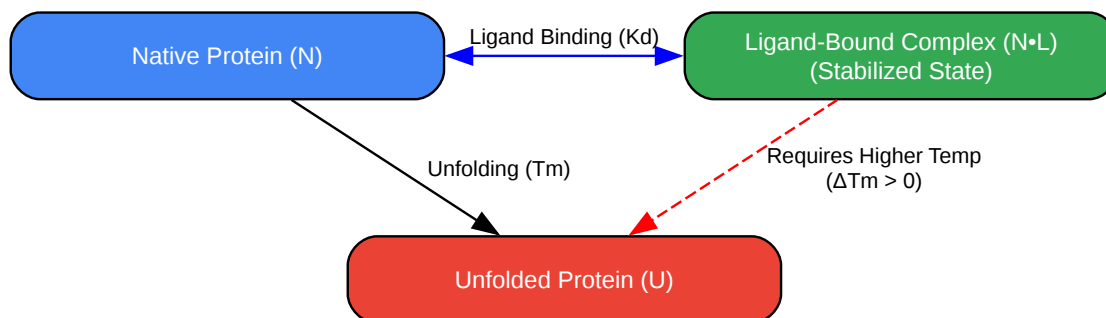 Native Protein (N)
Ligand Binding (Kd)
Ligand-Bound Complex (N•L)
(Stabilized State)
Unfolding (Tm)
Requires Higher Temp
(ΔTm > 0)
Unfolded Protein (U)